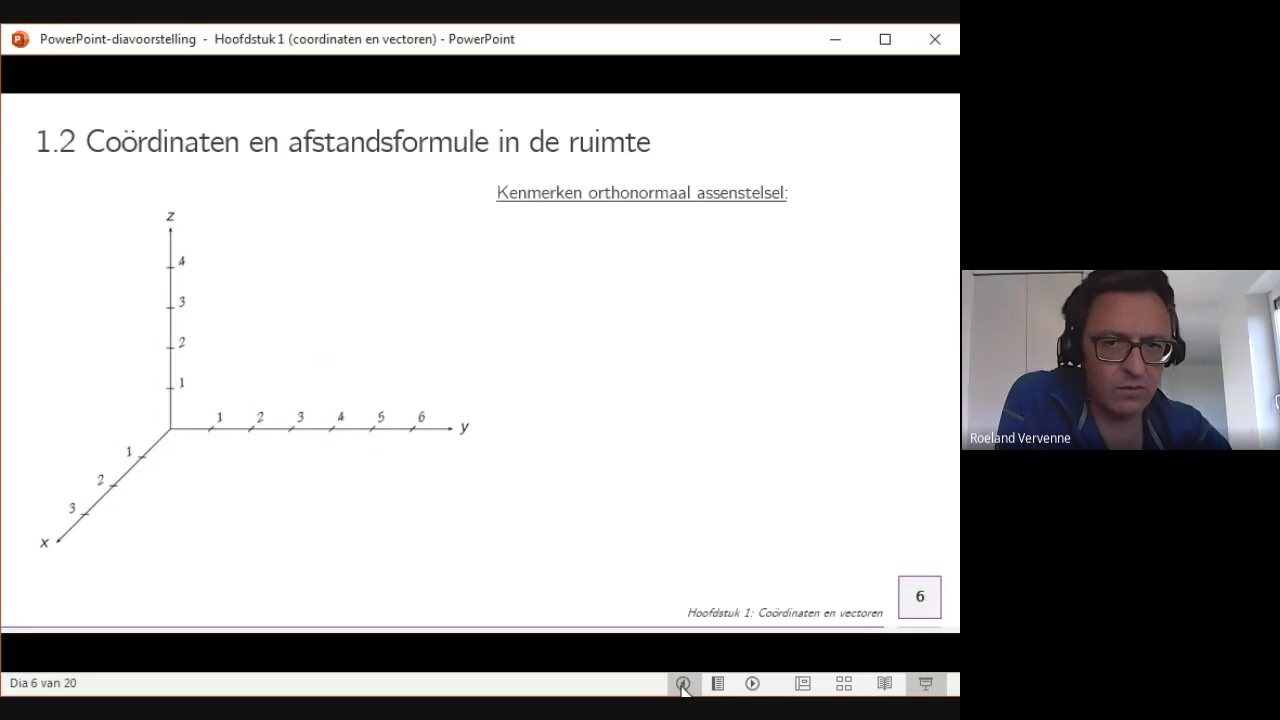 PowerPoint-diavoorstelling - Hoofdstuk 1 (coordinaten en vectoren) - PowerPoint
1.2 Coördinaten en afstandsformule in de ruimte
Kenmerken orthonormaal assenstelsel:
z
4
3
2
1
1 2 3 4 5 6
y
1
2
3
x
Roeland Vervenne
6
Hoofdstuk 1: Coördinaten en vectoren
Dia 6 van 20